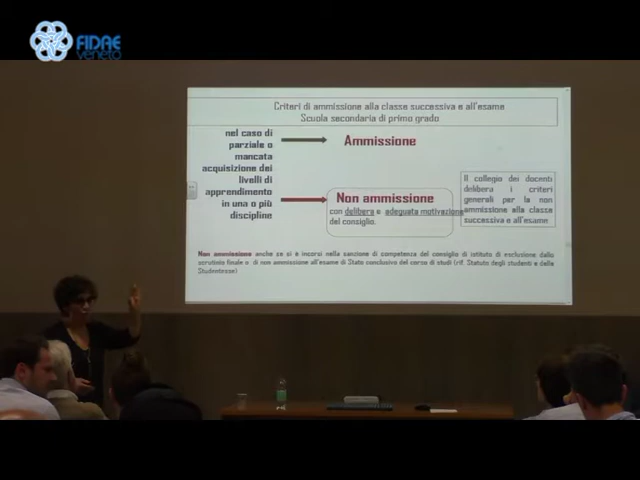 FIDAE
veneto
Criteri di ammissione alla classe successiva e all'esame
Scuola secondaria di primo grado
nel caso di
parziale o
mancata
acquisizione dei
livelli di
apprendimento
in una o più
discipline
Ammissione
Non ammissione
con delibera e adeguata motivazione
del consiglio.
Il collegio dei docenti
delibera i criteri
generali per la non
ammissione alla classe
successiva e all'esame
Non ammissione anche se si è incorsi nella sanzione di competenza del consiglio di istituto di esclusione dallo
scrutinio finale o di non ammissione all'esame di Stato conclusivo del corso di studi (rif. Statuto degli studenti e delle
Studentesse)